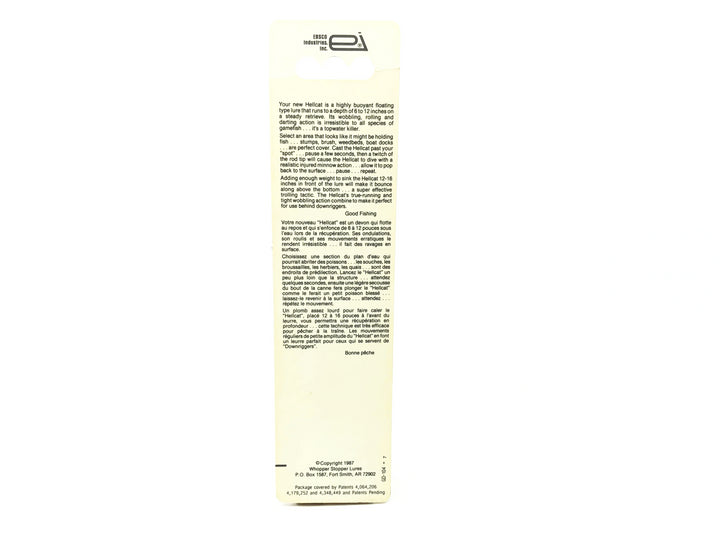 EBSCO
Industries,
Inc.
ei
®
Your new Hellcat is a highly buoyant floating
type lure that runs to a depth of 6 to 12 inches on
a steady retrieve. Its wobbling, rolling and
darting action is irresistible to all species of
gamefish . . . it's a topwater killer.
Select an area that looks like it might be holding
fish . . . stumps, brush, weedbeds, boat docks
. . . are perfect cover. Cast the Hellcat past your
"spot" . . . pause a few seconds, then a twitch of
the rod tip will cause the Hellcat to dive with a
realistic injured minnow action . . . allow it to pop
back to the surface . . . pause . . . repeat.
Adding enough weight to sink the Hellcat 12-16
inches in front of the lure will make it bounce
along above the bottom . . . a super effective
trolling tactic. The Hellcat's true-running and
tight wobbling action combine to make it perfect
for use behind downriggers.
Good Fishing
Votre nouveau "Hellcat" est un devon qui flotte
au repos et qui s'enfonce de 6 à 12 pouces sous
l'eau lors de la récupération. Ses ondulations,
son roulis et ses mouvements erratiques le
rendent irrésistible . . . il fait des ravages en
surface.
Choisissez une section du plan d'eau qui
pourrait abriter des poissons . . . les souches, les
broussailles, les herbiers, les quais . . . sont des
endroits de prédilection. Lancez le "Hellcat" un
peu plus loin que la structure . . . attendez
quelques secondes, ensuite une légère secousse
du bout de la canne fera plonger le "Hellcat"
comme le ferait un petit poisson blessé . . .
laissez-le revenir à la surface . . . attendez . . .
répétez le mouvement.
Un plomb assez lourd pour faire caler le
"Hellcat", placé 12 à 16 pouces à l'avant du
leurre, vous permettra une récupération en
profondeur . . . cette technique est très efficace
pour pêcher à la traîne. Les mouvements
réguliers de petite amplitude du "Hellcat" en font
un leurre parfait pour ceux qui se servent de
"Downriggers".
Bonne pêche
© Copyright 1987
Whopper Stopper Lures
P.O. Box 1587, Fort Smith, AR 72902
Package covered by Patents 4,064,206
4,179,252 and 4,348,449 and Patents Pending